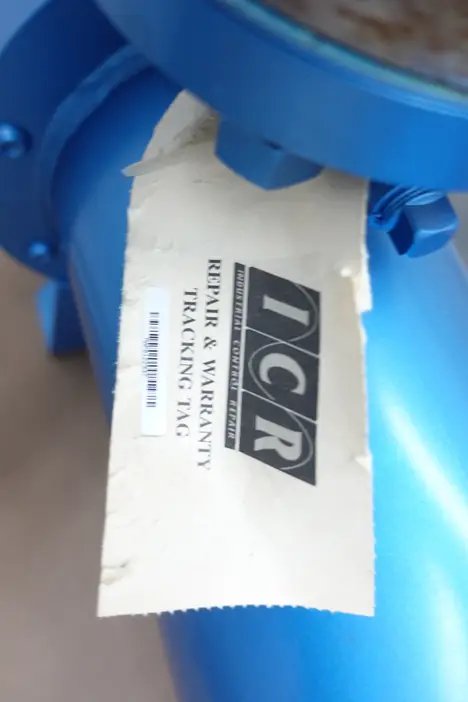 ICR
INDUSTRIAL CONTROL REPAIR
REPAIR & WARRANTY
TRACKING TAG